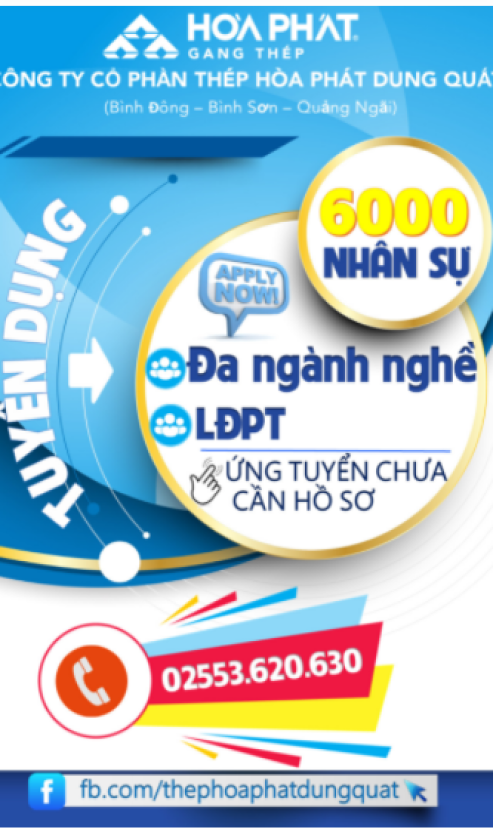 HÒA PHÁT
GANG THÉP
CÔNG TY CỔ PHẦN THÉP HÒA PHÁT DUNG QUẤT
(Bình Đông – Bình Sơn – Quảng Ngãi)
TUYỂN DỤNG
6000
NHÂN SỰ
APPLY
NOW!
Đa ngành nghề
LĐPT
ỨNG TUYỂN CHƯA
CẦN HỒ SƠ
02553.620.630
f fb.com/thephoaphatdungquat